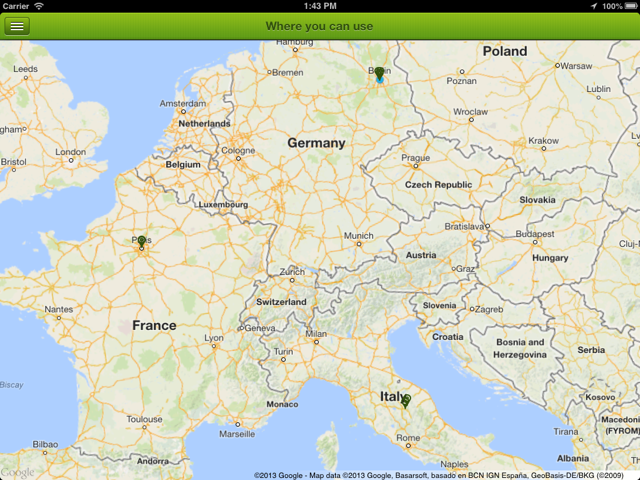 Carrier 1:43 PM 100%
Where you can use
Hamburg
Poland
Leeds
Bremen
Berlin
Warsaw
Poznan
Amsterdam
Lublin
Netherlands
Wroclaw
Germany
London
Cologne
Krakow
Bristol
Belgium
Prague
Czech Republic
Slovakia
Luxembourg
Paris
Munich
Bratislava
Budapest
Austria
Hungary
Graz
Zurich
Switzerland
Slovenia
Zagreb
Nantes
France
Geneva
Lyon
Milan
Croatia
Bosnia and
Herzegovina
Serbia
Turin
Biscay
Italy
Kosovo
Monaco
Toulouse
Marseille
Macedonia
(FYROM)
Tirana
Bilbao
Rome
Andorra
Naples
Albania
Google
©2013 Google - Map data ©2013 Google, Basarsoft, basado en BCN IGN España, GeoBasis-DE/BKG (©2009)